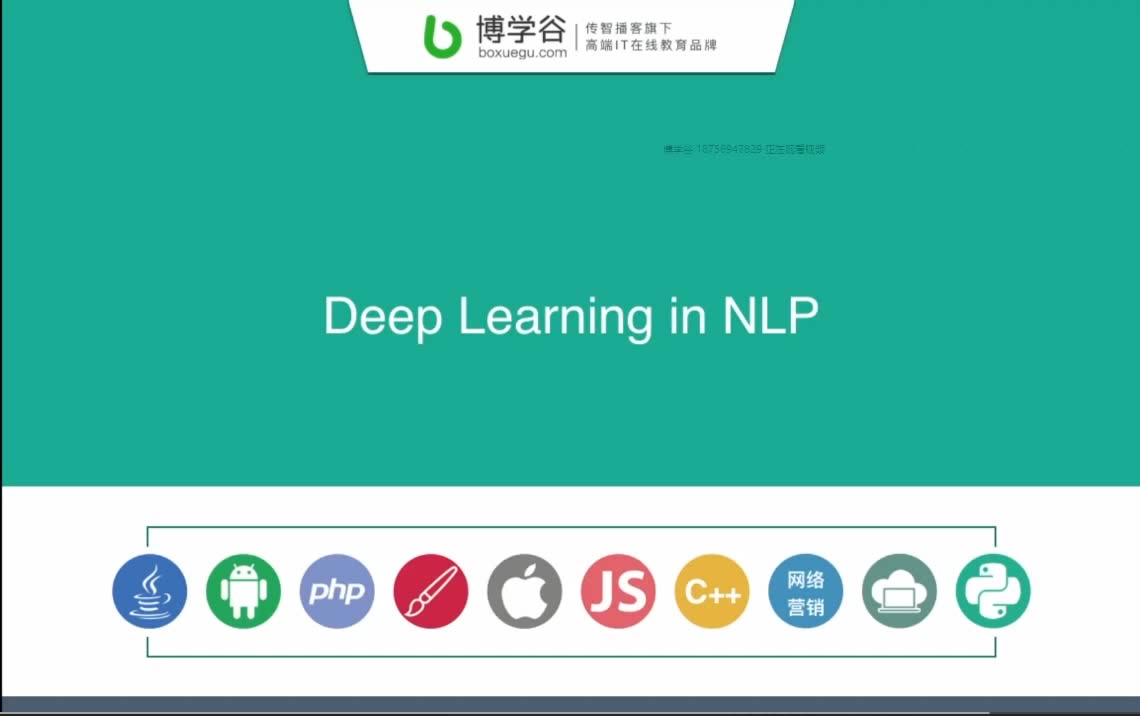 博学谷
boxuegu.com
传智播客旗下
高端IT在线教育品牌
博学谷 18756947829 正在观看视频
Deep Learning in NLP
php
JS
C++
网络
营销